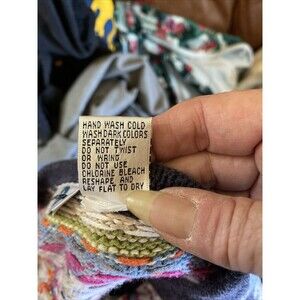 HAND WASH COLD
WASH DARK COLORS
SEPARATELY
DO NOT TWIST
OR WRING
DO NOT USE
CHLORINE BLEACH
RESHAPE AND
LAY FLAT TO DRY